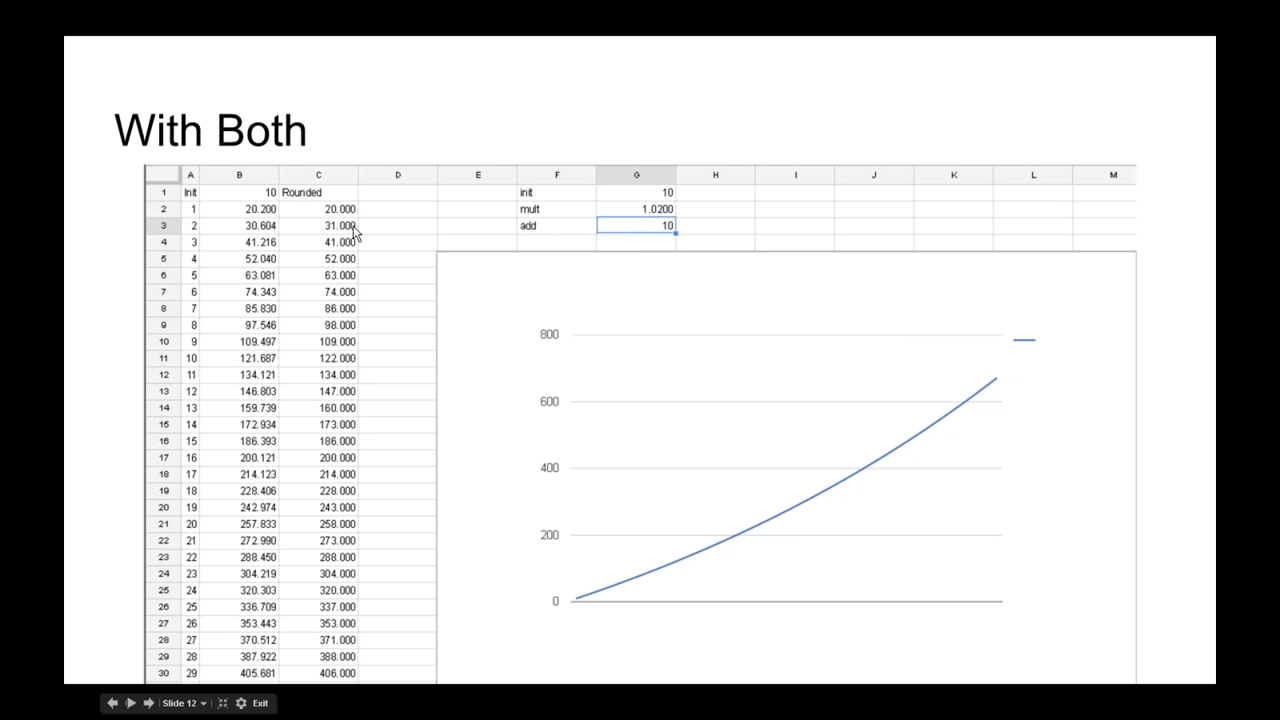 With Both
A B C D E F G H I J K L M
1 Init 10 Rounded init 10
2 1 20.200 20.000 mult 1.0200
3 2 30.604 31.000 add 10
4 3 41.216 41.000
5 4 52.040 52.000
6 5 63.081 63.000
7 6 74.343 74.000
8 7 85.830 86.000
9 8 97.546 98.000
10 9 109.497 109.000
11 10 121.687 122.000
12 11 134.121 134.000
13 12 146.803 147.000
14 13 159.739 160.000
15 14 172.934 173.000
16 15 186.393 186.000
17 16 200.121 200.000
18 17 214.123 214.000
19 18 228.406 228.000
20 19 242.974 243.000
21 20 257.833 258.000
22 21 272.990 273.000
23 22 288.450 288.000
24 23 304.219 304.000
25 24 320.303 320.000
26 25 336.709 337.000
27 26 353.443 353.000
28 27 370.512 371.000
29 28 387.922 388.000
30 29 405.681 406.000
800
600
400
200
0
Slide 12 Exit